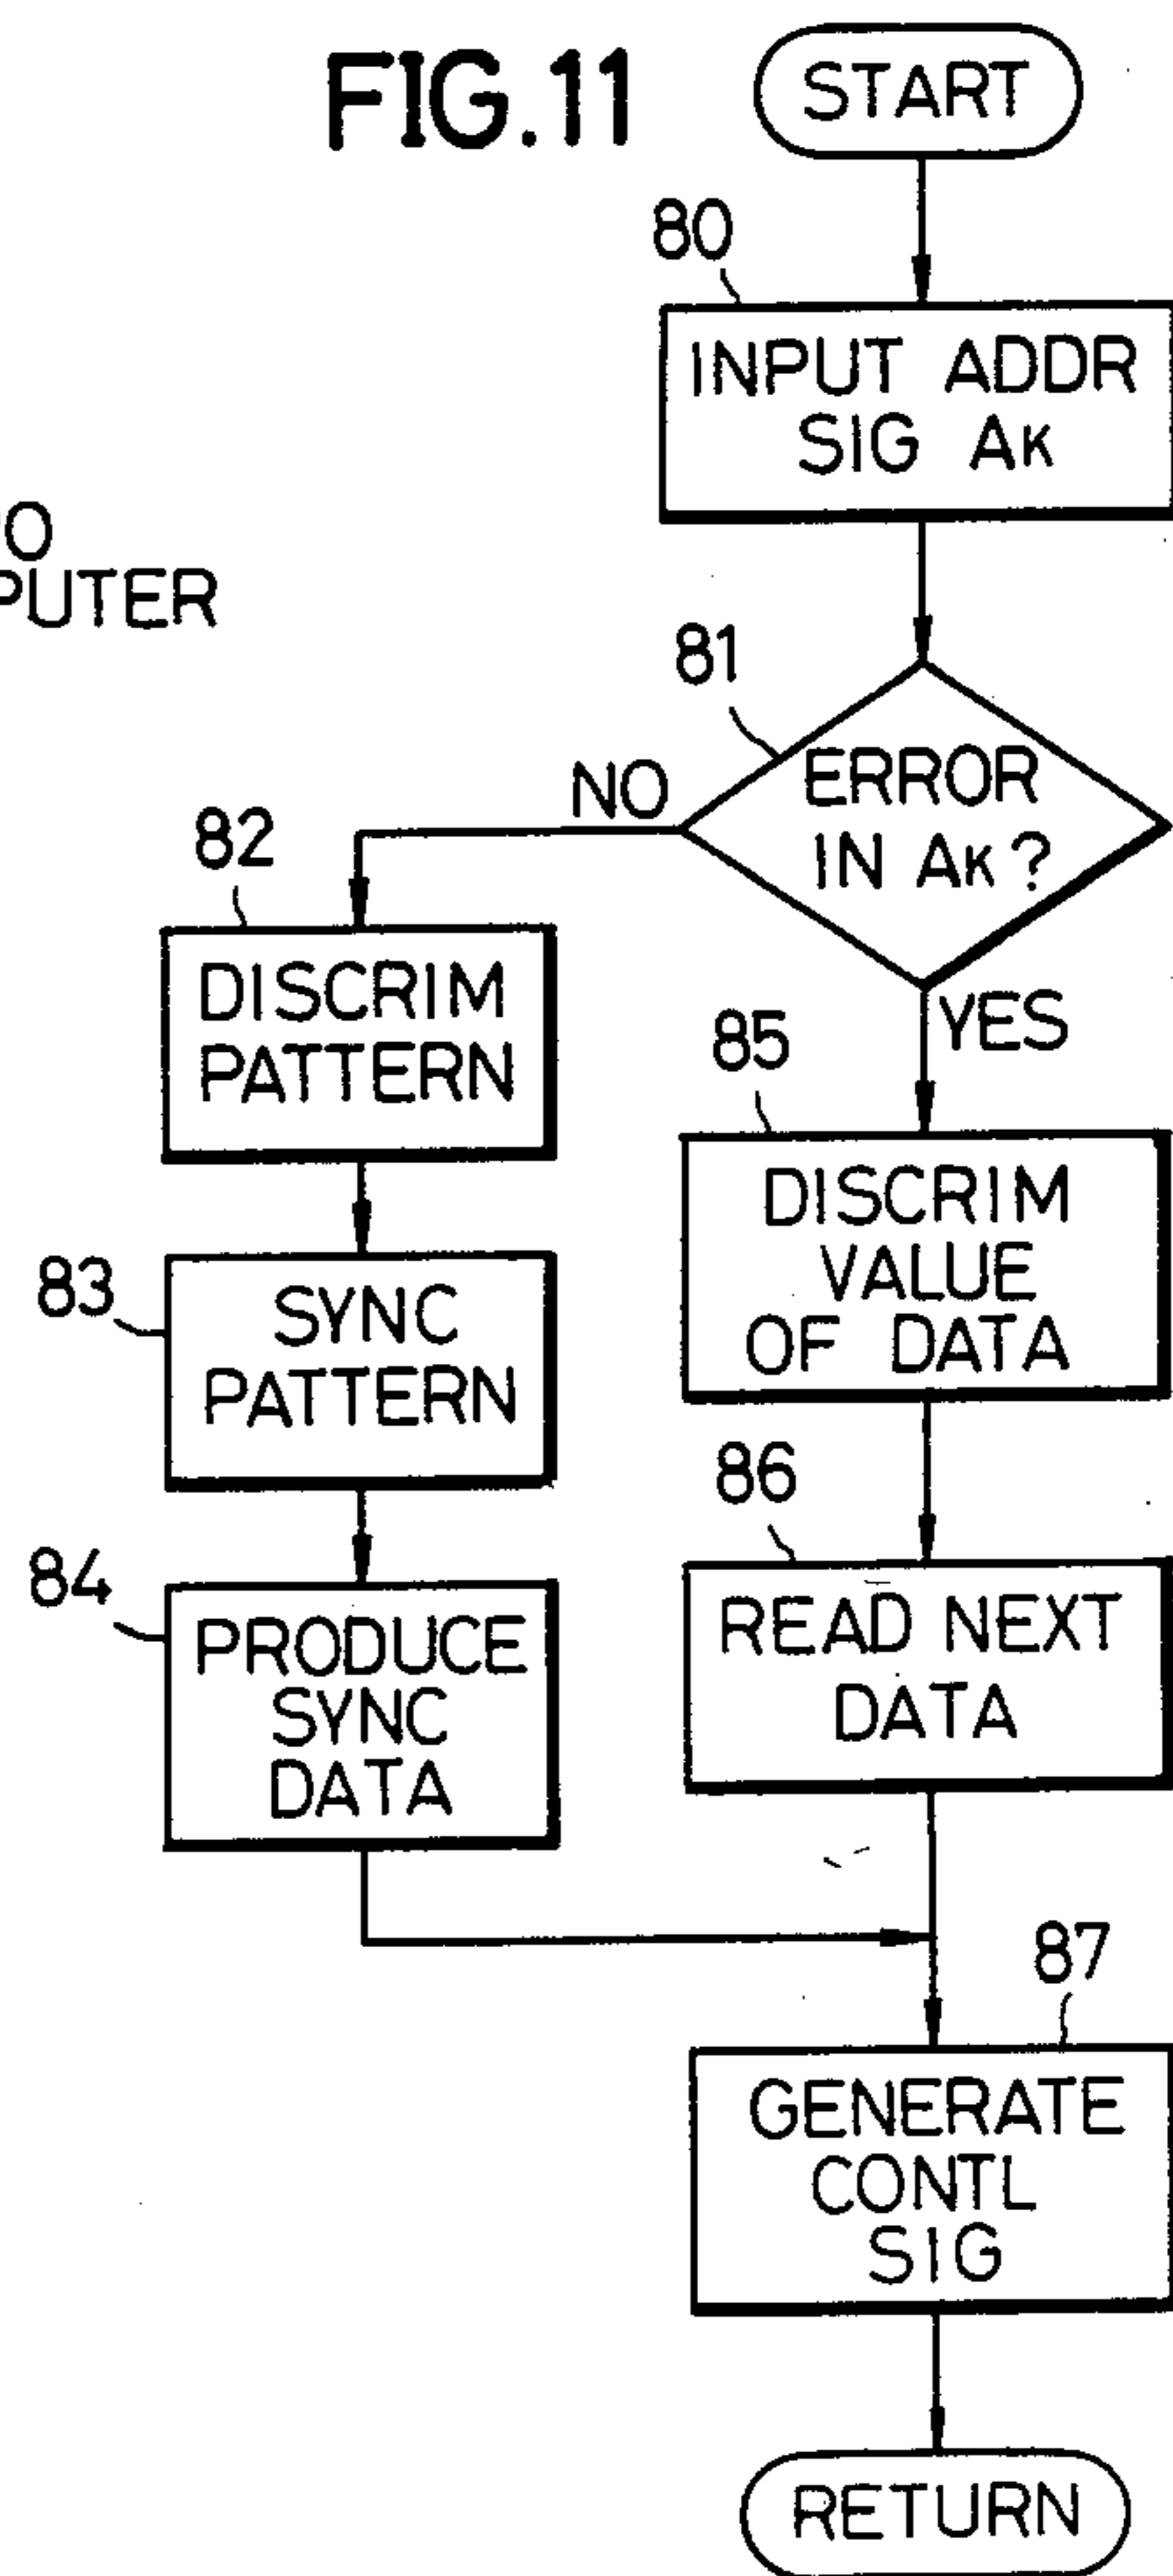 FIG.11
START
80
INPUT ADDR
SIG AK
O
PUTER
81
ERROR
IN AK?
NO
YES
82
DISCRIM
PATTERN
83
SYNC
PATTERN
84
PRODUCE
SYNC
DATA
85
DISCRIM
VALUE
OF DATA
86
READ NEXT
DATA
87
GENERATE
CONTL
SIG
RETURN